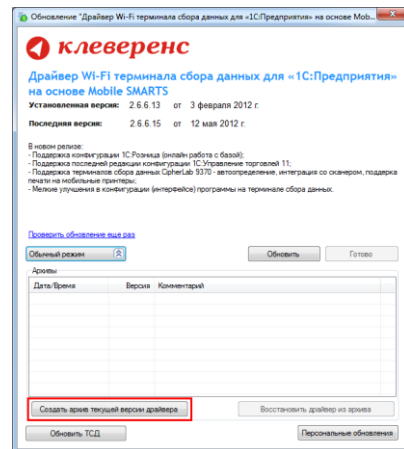 Обновление "Драйвер Wi-Fi терминала сбора данных для «1С:Предприятия» на основе Mob...
клеверенс
Драйвер Wi-Fi терминала сбора данных для «1С:Предприятия»
на основе Mobile SMARTS
Установленная версия: 2.6.6.13 от 3 февраля 2012 г.
Последняя версия: 2.6.6.15 от 12 мая 2012 г.
В новом релизе:
- Поддержка конфигурации 1С:Розница (онлайн работа с базой);
- Поддержка последней редакции конфигурации 1С:Управление торговлей 11;
- Поддержка терминалов сбора данных CipherLab 9370 - автоопределение, интеграция со сканером, поддержка
печати на мобильные принтеры;
- Мелкие улучшения в конфигурации (интерфейсе) программы на терминале сбора данных.
Проверить обновление еще раз
Обычный режим Обновить Готово
Архивы
Дата/Время Версия Комментарий
Создать архив текущей версии драйвера Восстановить драйвер из архива
Обновить ТСД Персональные обновления